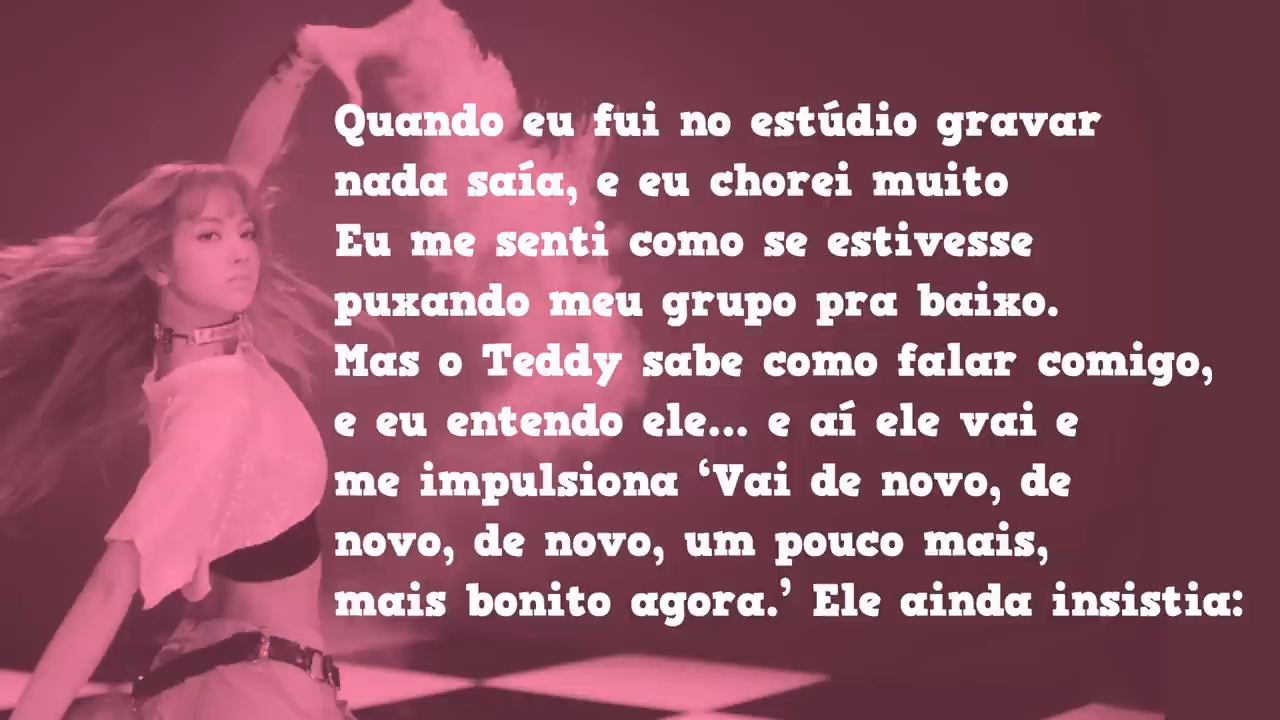 Quando eu fui no estúdio gravar
nada saía, e eu chorei muito
Eu me senti como se estivesse
puxando meu grupo pra baixo.
Mas o Teddy sabe como falar comigo,
e eu entendo ele... e aí ele vai e
me impulsiona ‘Vai de novo, de
novo, de novo, um pouco mais,
mais bonito agora.’ Ele ainda insistia: